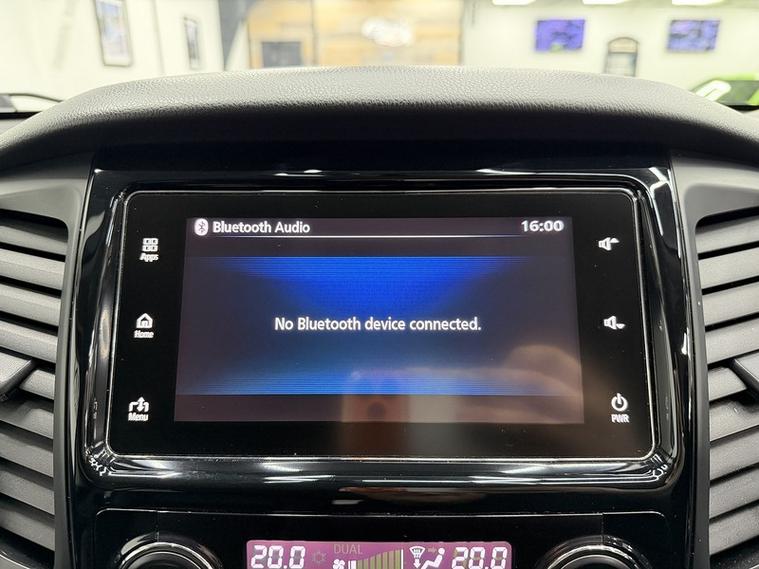 Bluetooth Audio 16:00
Apps
No Bluetooth device connected.
Home
Menu
PWR
20.0 DUAL 20.0